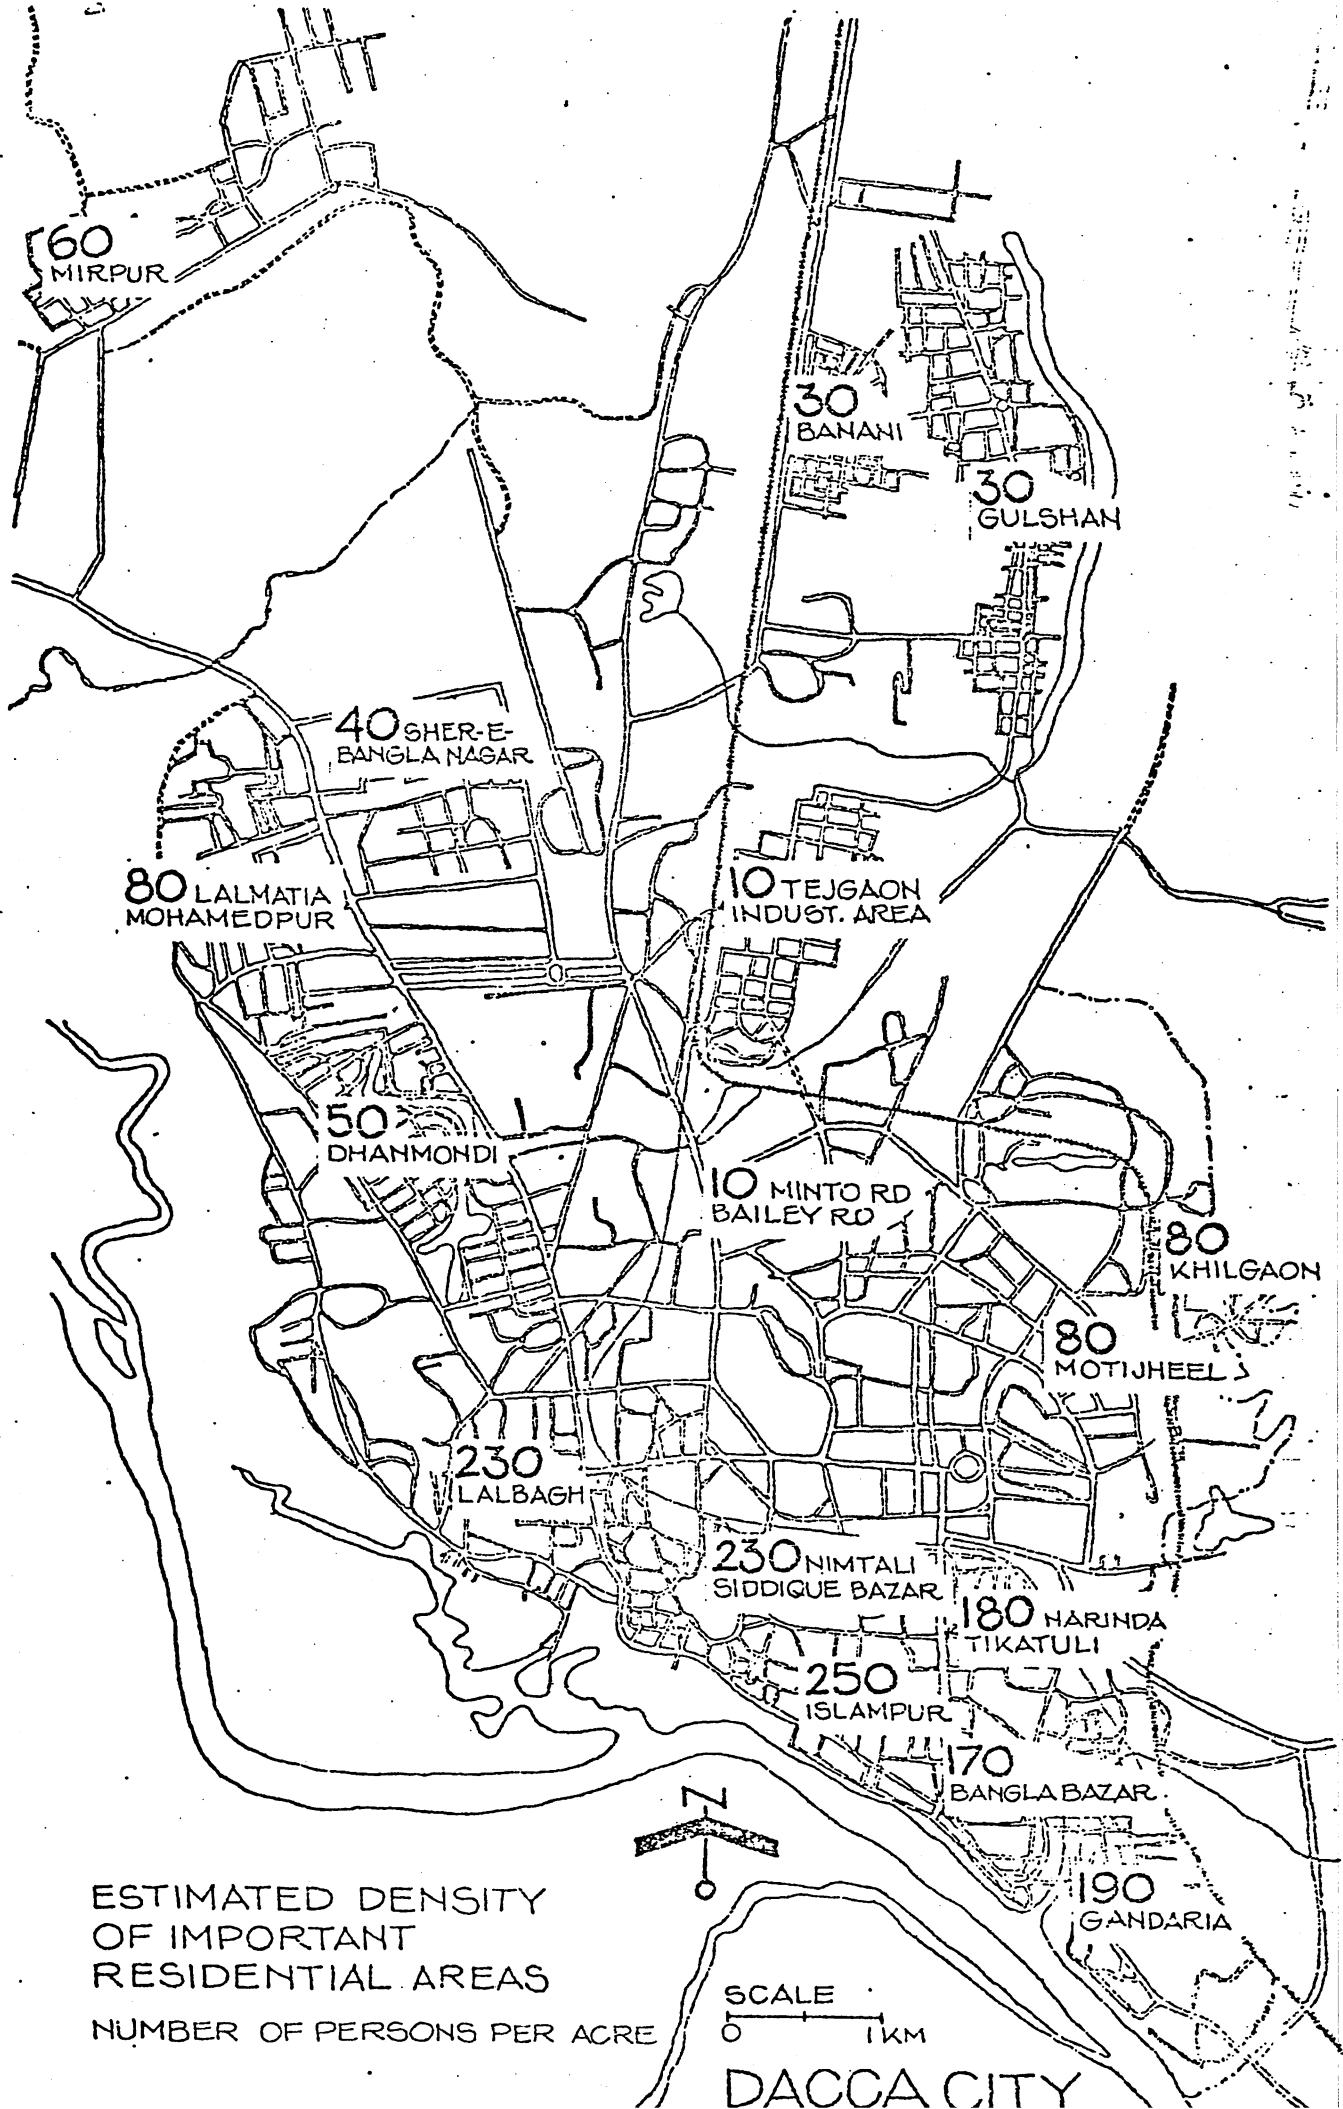 60
MIRPUR
30
BANANI
30
GULSHAN
40 SHER-E-
BANGLA NAGAR
80 LALMATIA
MOHAMEDPUR
10 TEJGAON
INDUST. AREA
50
DHANMONDI
10 MINTO RD
BAILEY RD
80
KHILGAON
80
MOTIJHEEL
230
LALBAGH
230 NIMTALI
SIDDIQUE BAZAR
180 NARINDA
TIKATULI
250
ISLAMPUR
170
BANGLA BAZAR
190
GANDARIA
N
ESTIMATED DENSITY
OF IMPORTANT
RESIDENTIAL AREAS
NUMBER OF PERSONS PER ACRE
SCALE
0 1 KM
DACCA CITY